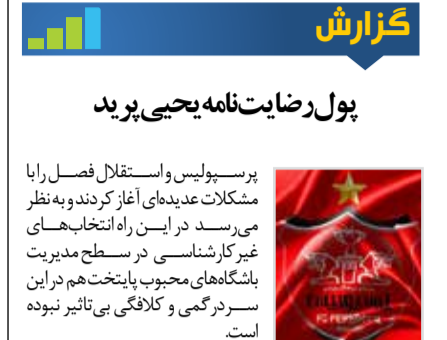 گزارش
پول رضایت‌نامه یحیی پرید
پرسپولیس و استقلال فصل را با
مشکلات عدیده‌ای آغاز کردند و به نظر
می‌رسد در این راه انتخاب‌های
غیر کارشناسی در سطح مدیریت
باشگاه‌های محبوب پایتخت هم در این
سردرگمی و کلافگی بی‌تاثیر نبوده
است.